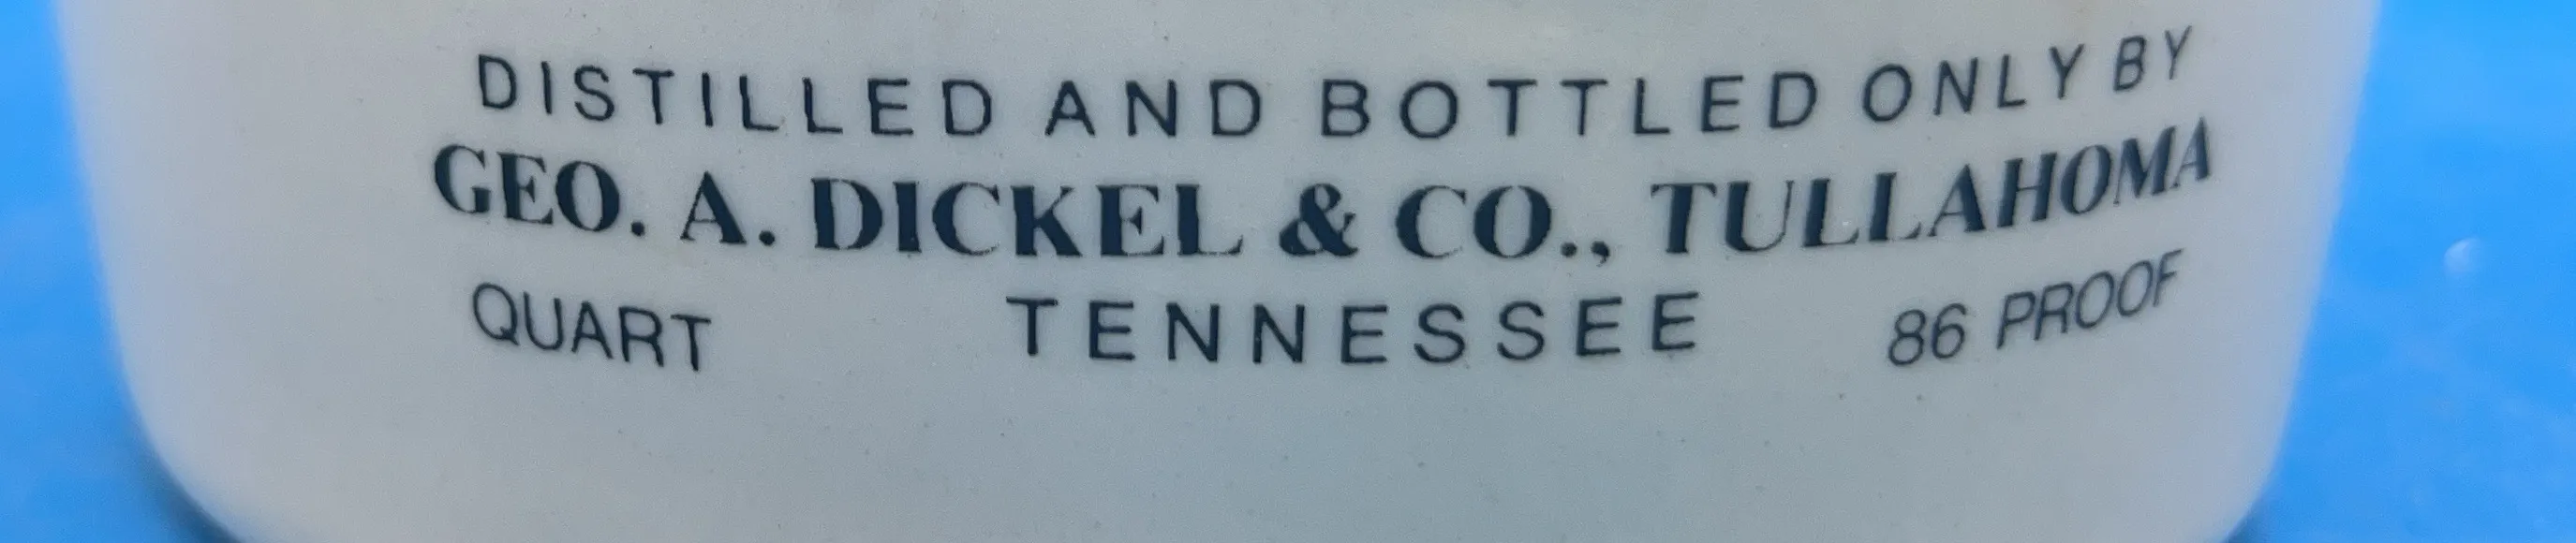 DISTILLED AND BOTTLED ONLY BY
GEO. A. DICKEL & CO., TULLAHOMA
QUART TENNESSEE 86 PROOF